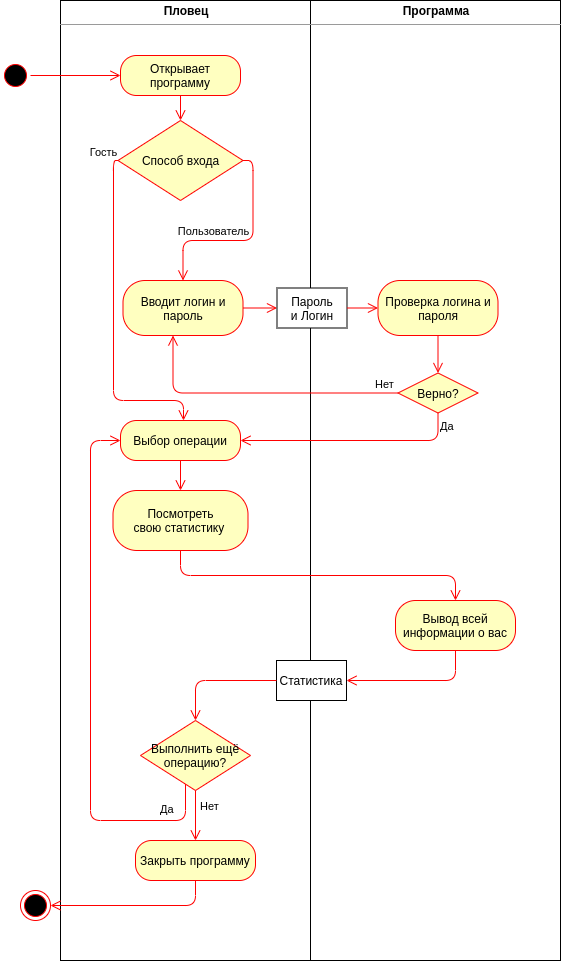 Пловец
Программа
Открывает
программу
Гость
Способ входа
Пользователь
Вводит логин и
пароль
Пароль
и Логин
Проверка логина и
пароля
Нет
Верно?
Да
Выбор операции
Посмотреть
свою статистику
Вывод всей
информации о вас
Статистика
Выполнить ещё
операцию?
Да
Нет
Закрыть программу